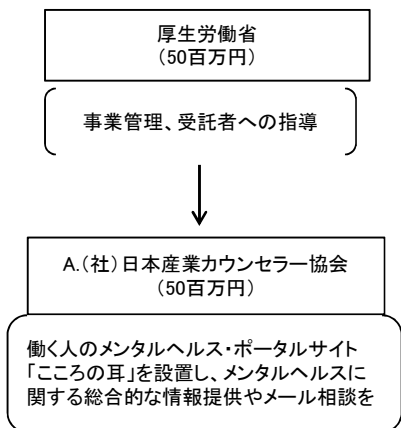 厚生労働省
（50百万円）
事業管理、受託者への指導
A.（社）日本産業カウンセラー協会
（50百万円）
働く人のメンタルヘルス・ポータルサイト
「こころの耳」を設置し、メンタルヘルスに
関する総合的な情報提供やメール相談を